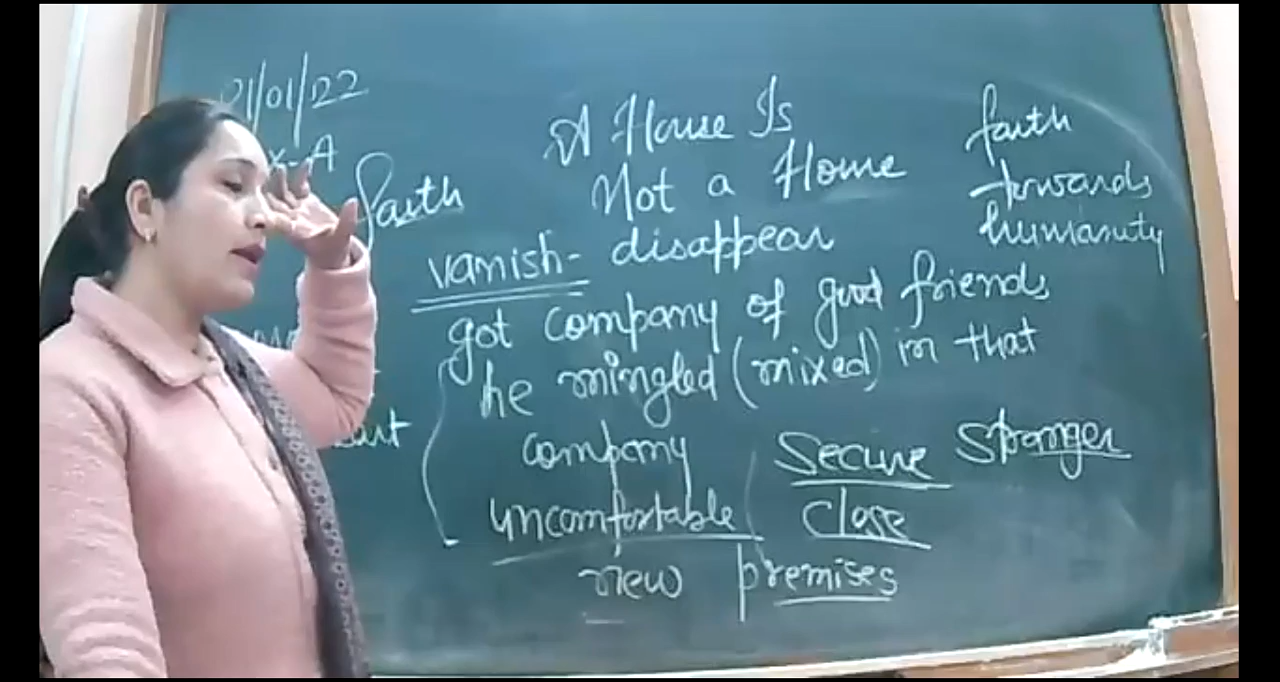 /01/22
X-A
faith
A House Is
Not a Home
vanish- disappear
got company of good friends
he mingled (mixed) in that
company
uncomfortable
new premises
Secure Stranger
Close
faith
towards
humanity